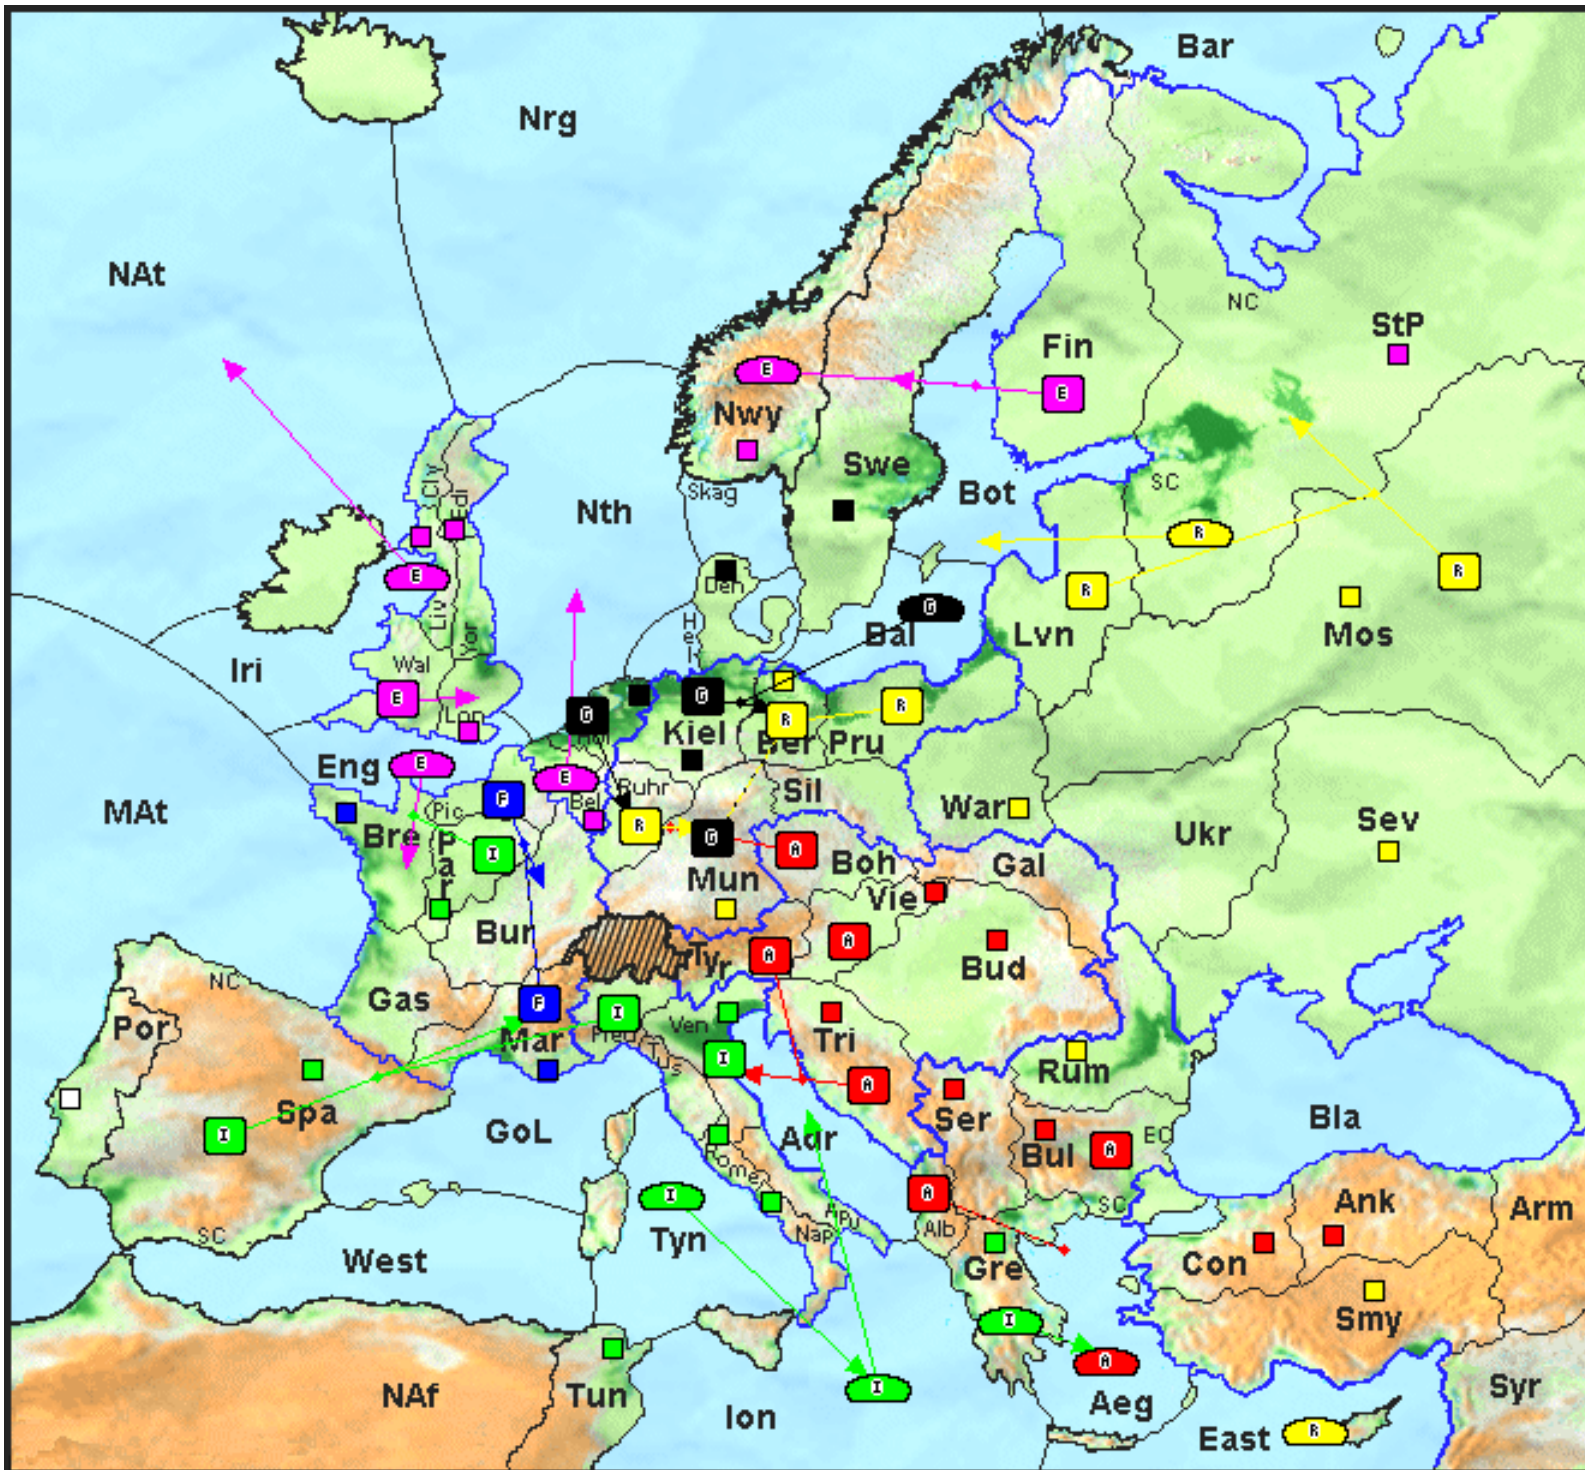 Bar
Nrg
NAt
NC
StP
Fin
Nwy
Swe
Skag
Bot
SC
Nth
Cly
Edi
Den
Hel
Bal
Lvn
Mos
Liv
Yor
Iri
Wal
Lon
Hol
Kiel
Ber
Pru
Eng
Pic
Bel
Ruhr
Sil
War
MAt
Bre
Par
Ukr
Sev
Boh
Gal
Mun
Vie
Bur
Tyr
Bud
NC
Gas
Por
Mar
Pied
Ven
Tus
Tri
Rum
Spa
GoL
Rome
Adr
Ser
Bul
EC
Bla
SC
West
Tyn
Apu
Nap
Alb
Gre
SC
Con
Ank
Arm
Smy
NAf
Tun
Ion
Aeg
East
Syr
E
E
E
E
E
E
R
R
R
R
R
R
R
G
G
G
G
F
F
I
I
I
I
I
I
I
A
A
A
A
A
A
A